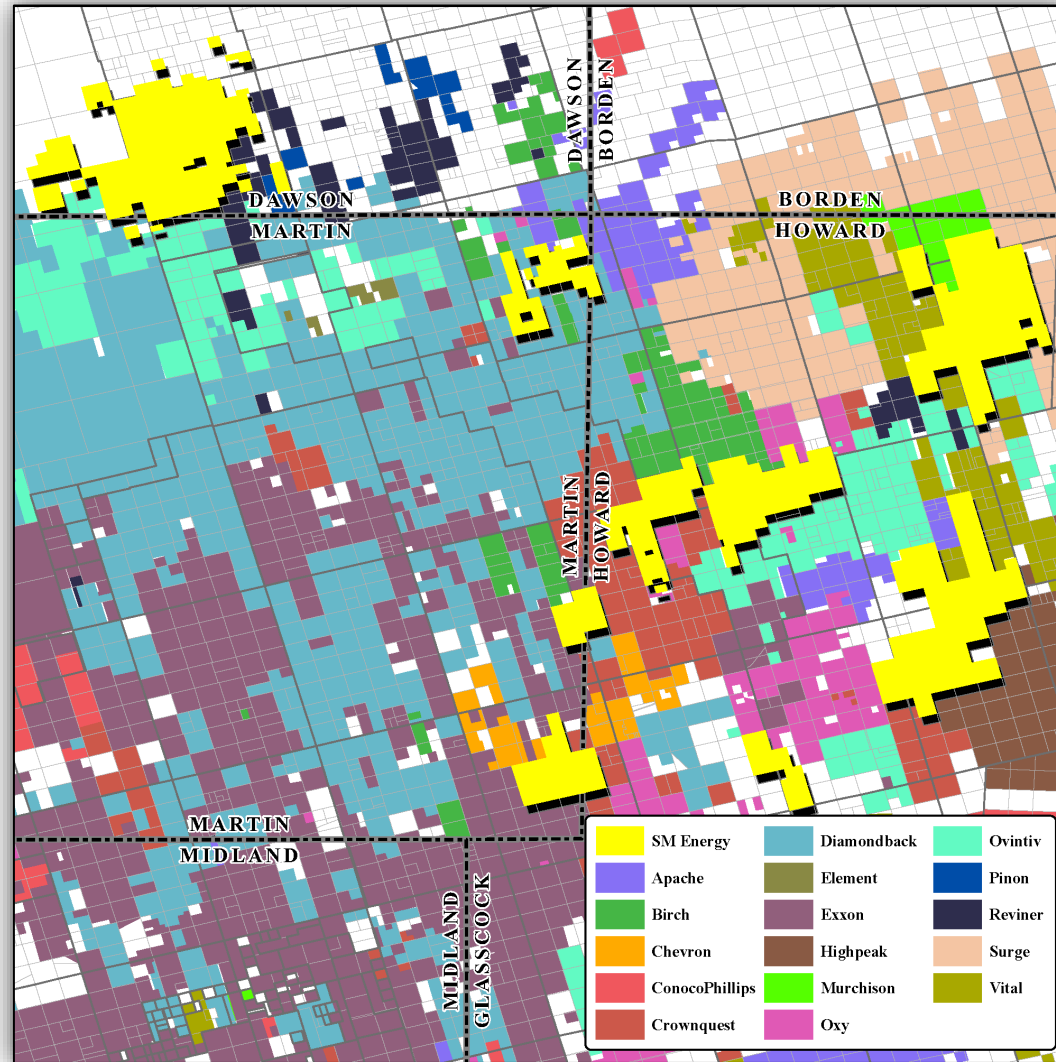 DAWSON
BORDEN
DAWSON
BORDEN
MARTIN
HOWARD
MARTIN
HOWARD
MARTIN
MIDLAND
MIDLAND
GLASSCOCK
SM Energy
Diamondback
Ovintiv
Apache
Element
Pinon
Birch
Exxon
Reviner
Chevron
Highpeak
Surge
ConocoPhillips
Murchison
Vital
Crownquest
Oxy